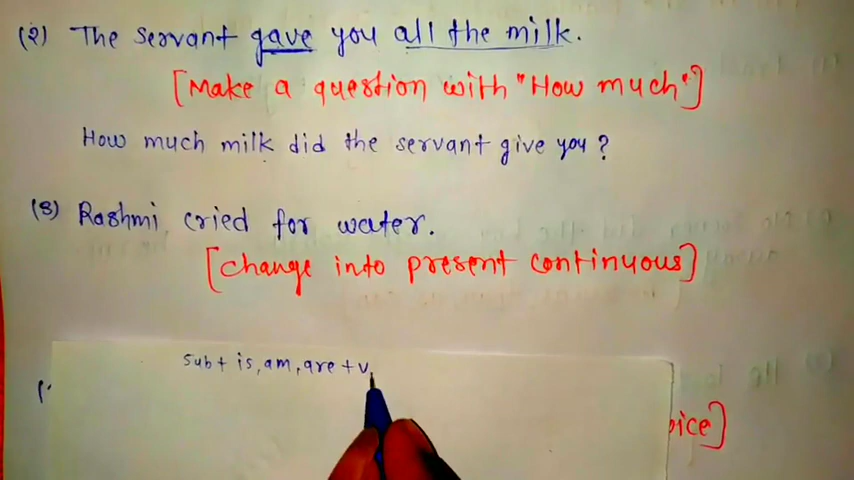 (2) The servant gave you all the milk.
[Make a question with "How much"]
How much milk did the servant give you?
(3) Rashmi cried for water.
[change into present continuous]
sub + is, am, are + v
oice]